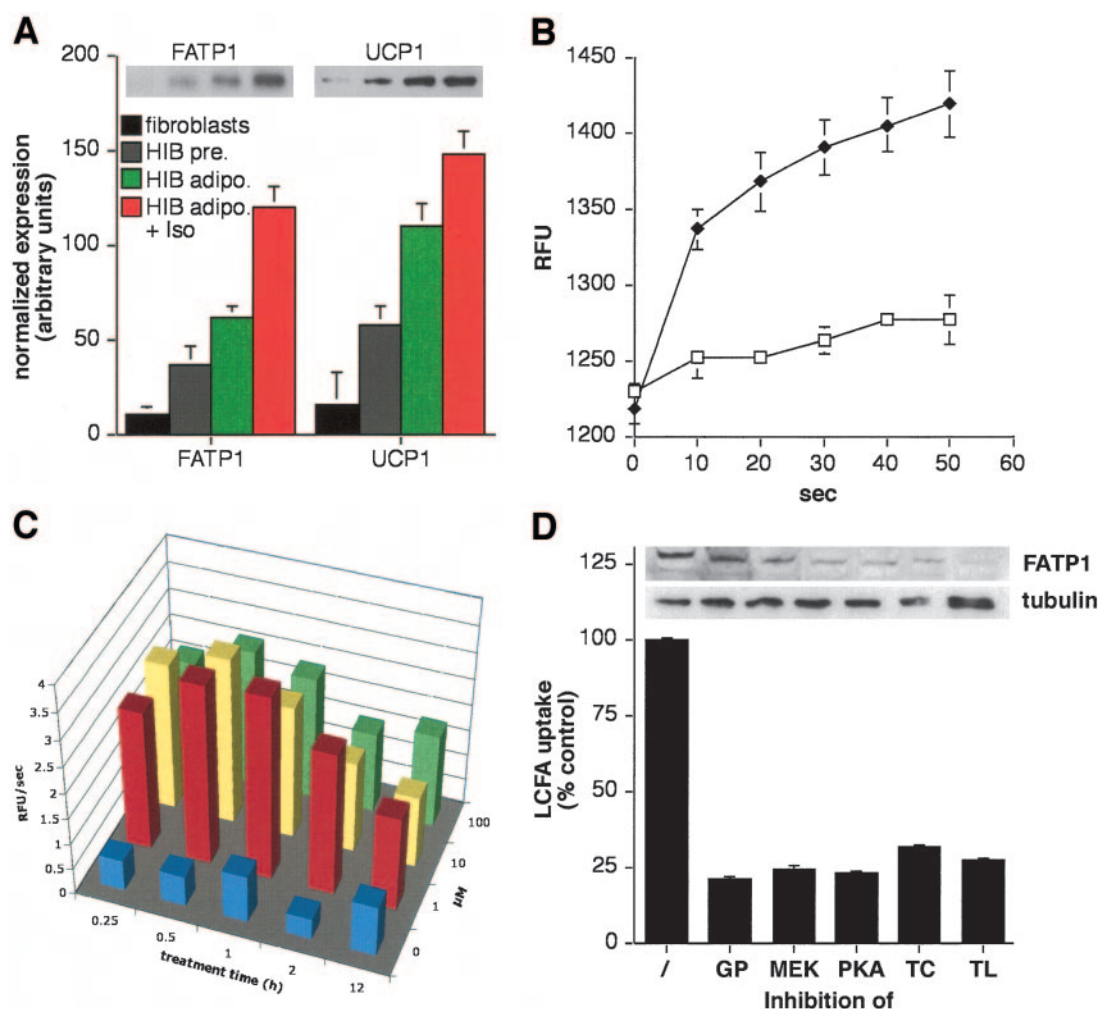 A
FATP1
UCP1
200
150
100
50
0
normalized expression
(arbitrary units)
fibroblasts
HIB pre.
HIB adipo.
HIB adipo.
+ Iso
FATP1
UCP1
B
1450
1400
1350
1300
1250
1200
RFU
0
10
20
30
40
50
60
sec
C
4
3.5
3
2.5
2
1.5
1
0.5
0
RFU/sec
0.25
0.5
1
2
12
treatment time (h)
0
1
10
100
µM
D
FATP1
tubulin
125
100
75
50
25
0
LCFA uptake
(% control)
/
GP
MEK
PKA
TC
TL
Inhibition of